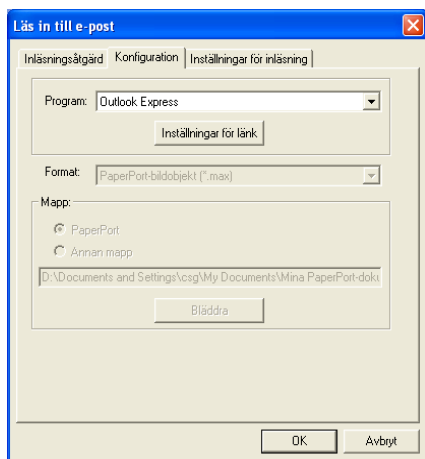 Läs in till e-post
Inläsningsåtgärd Konfiguration Inställningar för inläsning
Program: Outlook Express
Inställningar för länk
Format: PaperPort-bildobjekt (*.max)
Mapp:
PaperPort
Annan mapp
D:\Documents and Settings\csg\My Documents\Mina PaperPort-doku
Bläddra
OK Avbryt